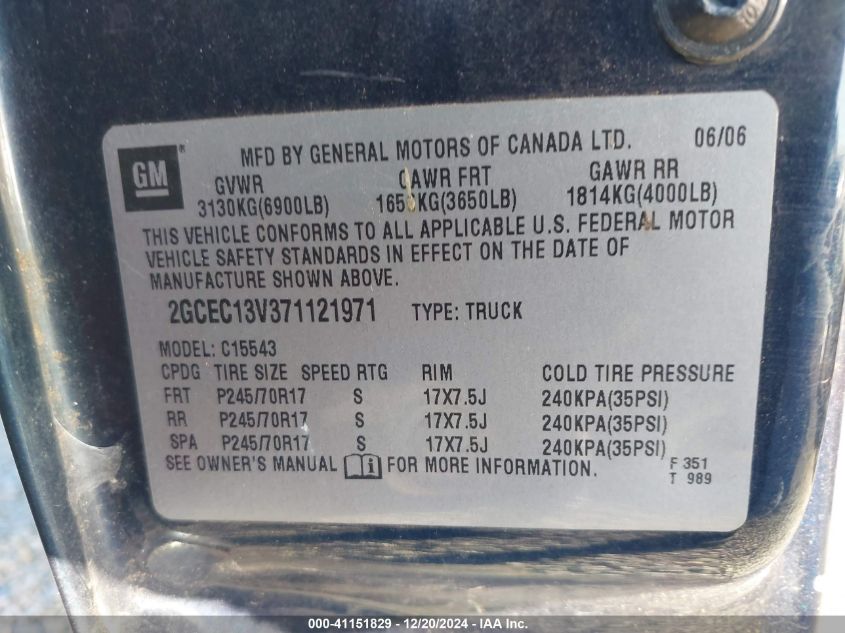 GM ®
MFD BY GENERAL MOTORS OF CANADA LTD. 06/06
GVWR GAWR FRT GAWR RR
3130KG(6900LB) 1656KG(3650LB) 1814KG(4000LB)
THIS VEHICLE CONFORMS TO ALL APPLICABLE U.S. FEDERAL MOTOR
VEHICLE SAFETY STANDARDS IN EFFECT ON THE DATE OF
MANUFACTURE SHOWN ABOVE.
2GCEC13V371121971 TYPE: TRUCK
MODEL: C15543
CPDG TIRE SIZE SPEED RTG RIM COLD TIRE PRESSURE
FRT P245/70R17 S 17X7.5J 240KPA(35PSI)
RR P245/70R17 S 17X7.5J 240KPA(35PSI)
SPA P245/70R17 S 17X7.5J 240KPA(35PSI)
SEE OWNER'S MANUAL FOR MORE INFORMATION.
F 351
T 989
000-41151829 - 12/20/2024 - IAA Inc.